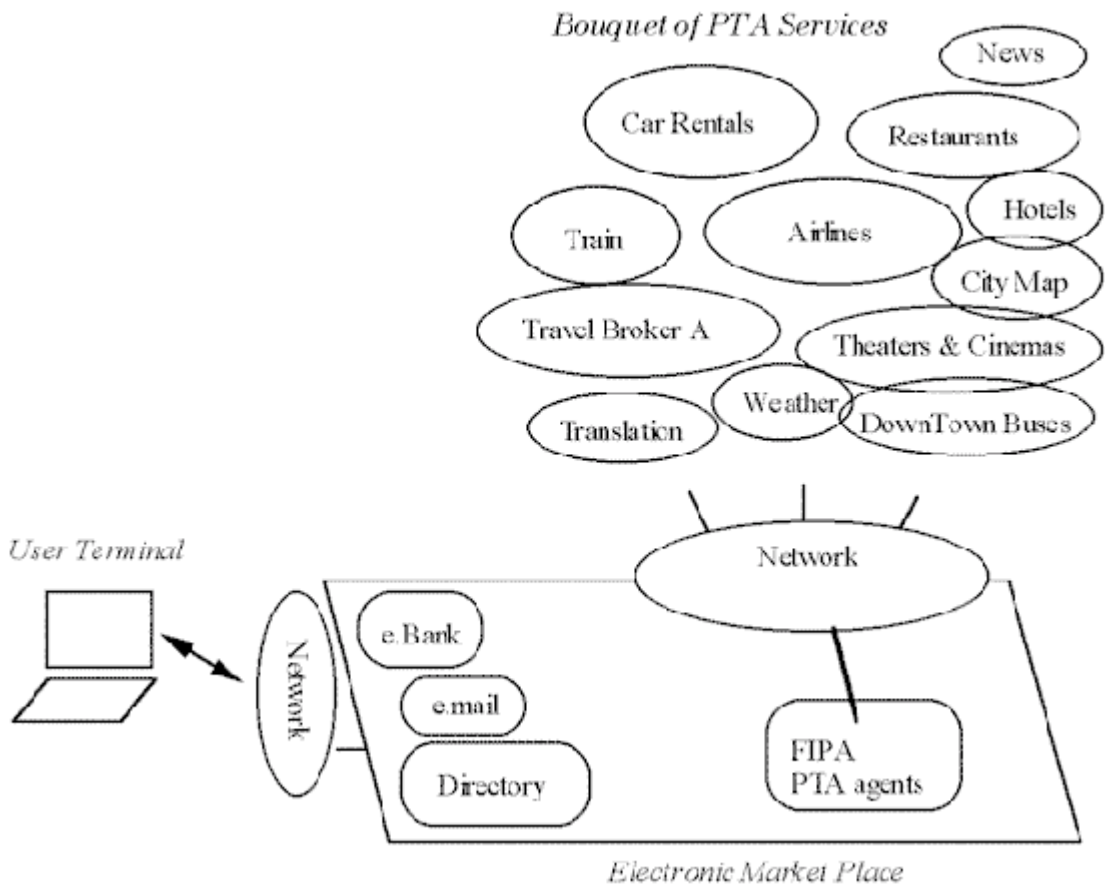 Bouquet of PTA Services
News
Car Rentals
Restaurants
Hotels
Train
Airlines
City Map
Travel Broker A
Theaters & Cinemas
Weather
Translation
DownTown Buses
User Terminal
Network
Network
e.Bank
e.mail
Directory
FIPA
PTA agents
Electronic Market Place